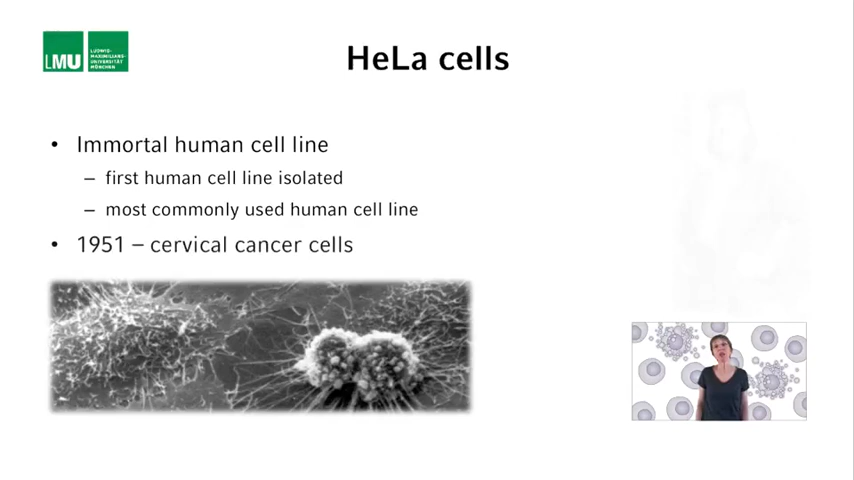 LMU
LUDWIG-
MAXIMILIANS-
UNIVERSITÄT
MÜNCHEN
HeLa cells
• Immortal human cell line
– first human cell line isolated
– most commonly used human cell line
• 1951 – cervical cancer cells